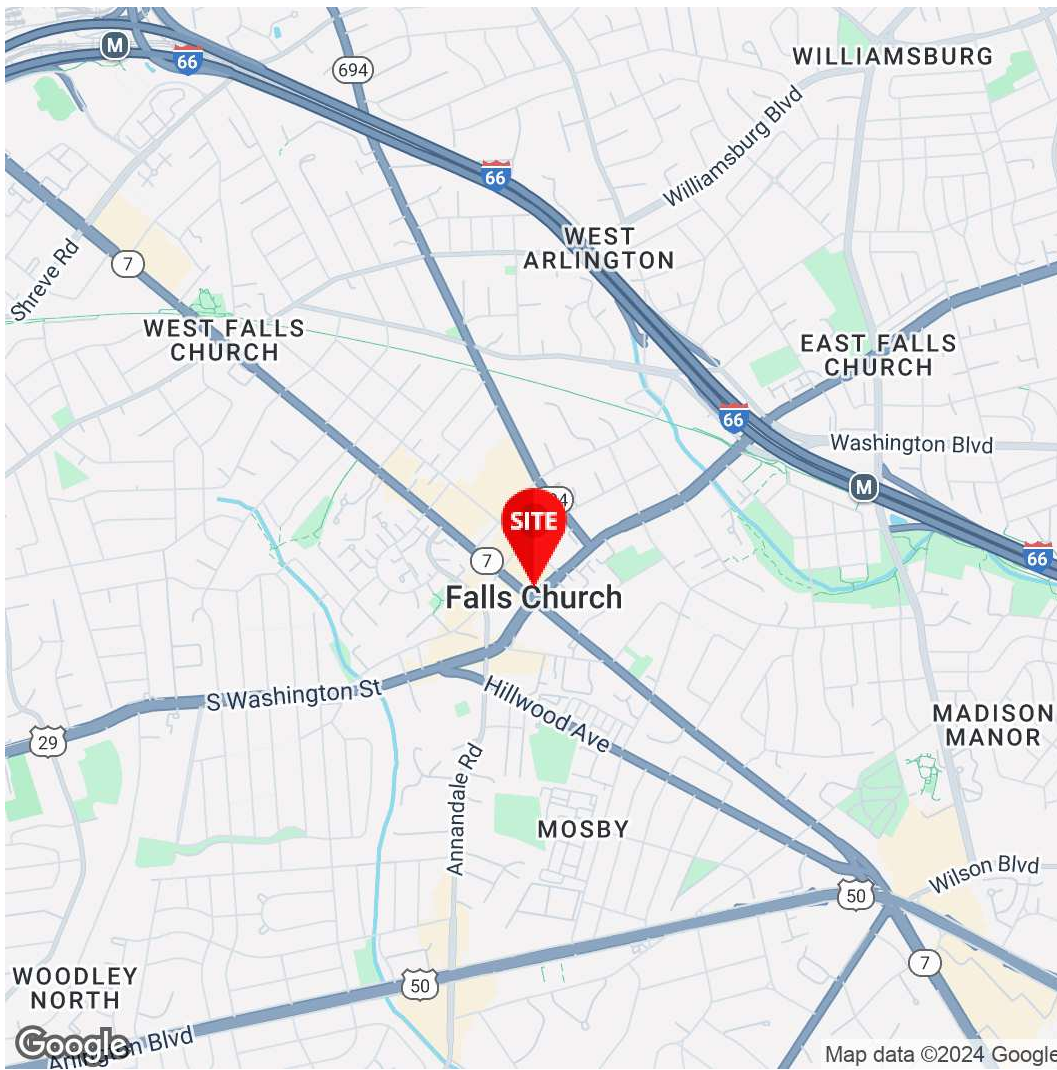 M
66
694
WILLIAMSBURG
Williamsburg Blvd
66
WEST
ARLINGTON
Shreve Rd
7
WEST FALLS
CHURCH
EAST FALLS
CHURCH
66
Washington Blvd
M
SITE
7
66
Falls Church
S Washington St
Hillwood Ave
29
MADISON
MANOR
Annandale Rd
MOSBY
Wilson Blvd
50
7
WOODLEY
NORTH
50
Google
Arlington Blvd
Map data ©2024 Google